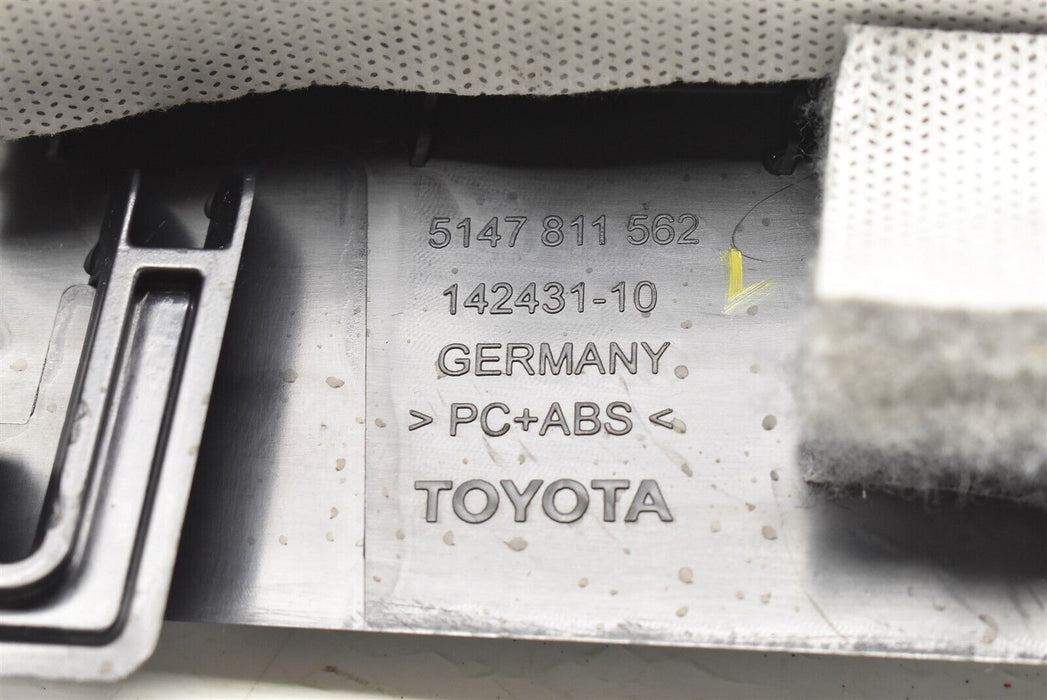 5147 811 562
142431-10
GERMANY
> PC+ABS <
TOYOTA